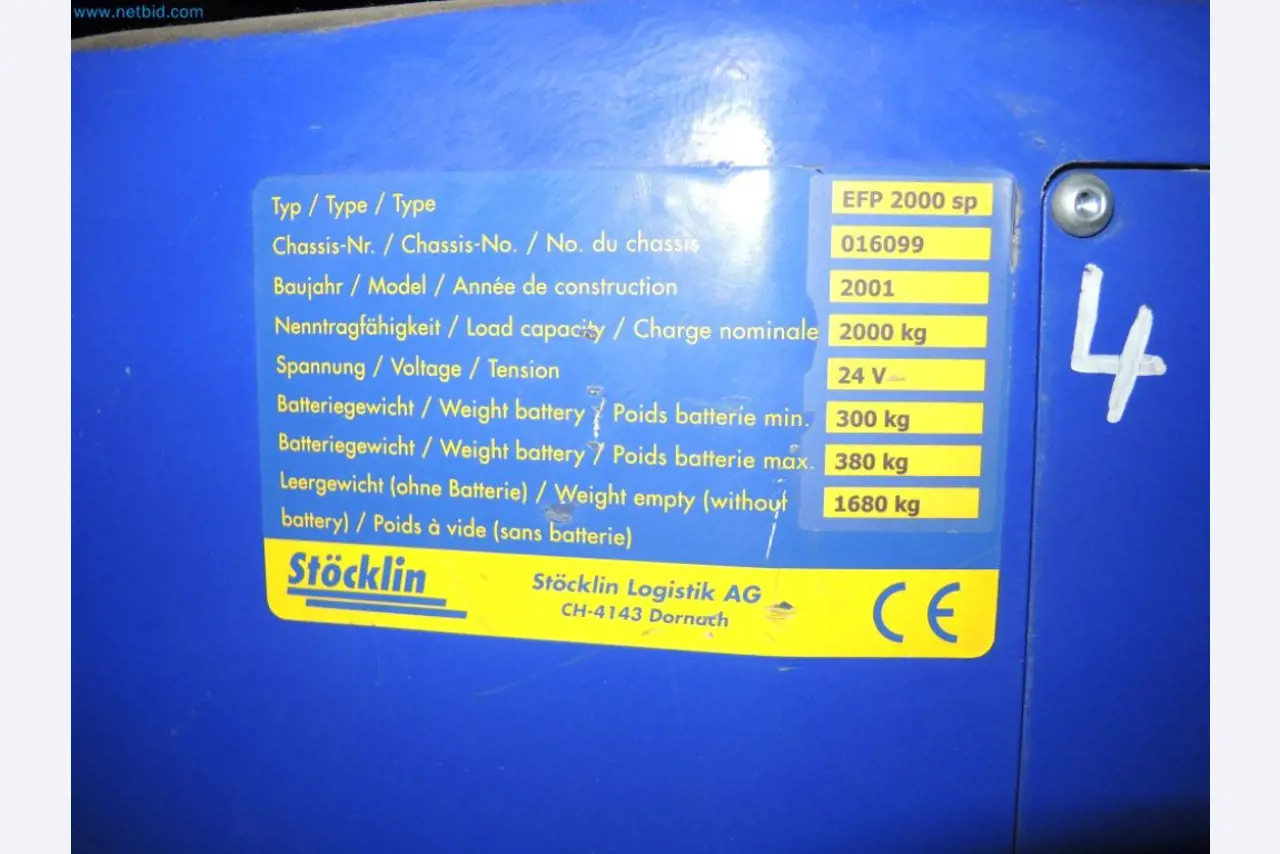 www.netbid.com
Typ / Type / Type EFP 2000 sp
Chassis-Nr. / Chassis-No. / No. du chassis 016099
Baujahr / Model / Année de construction 2001
Nenntragfähigkeit / Load capacity / Charge nominale 2000 kg
Spannung / Voltage / Tension 24 V
Batteriegewicht / Weight battery / Poids batterie min. 300 kg
Batteriegewicht / Weight battery / Poids batterie max. 380 kg
Leergewicht (ohne Batterie) / Weight empty (without 1680 kg
battery) / Poids à vide (sans batterie)
Stöcklin
Stöcklin Logistik AG
CH-4143 Dornach
CE
4